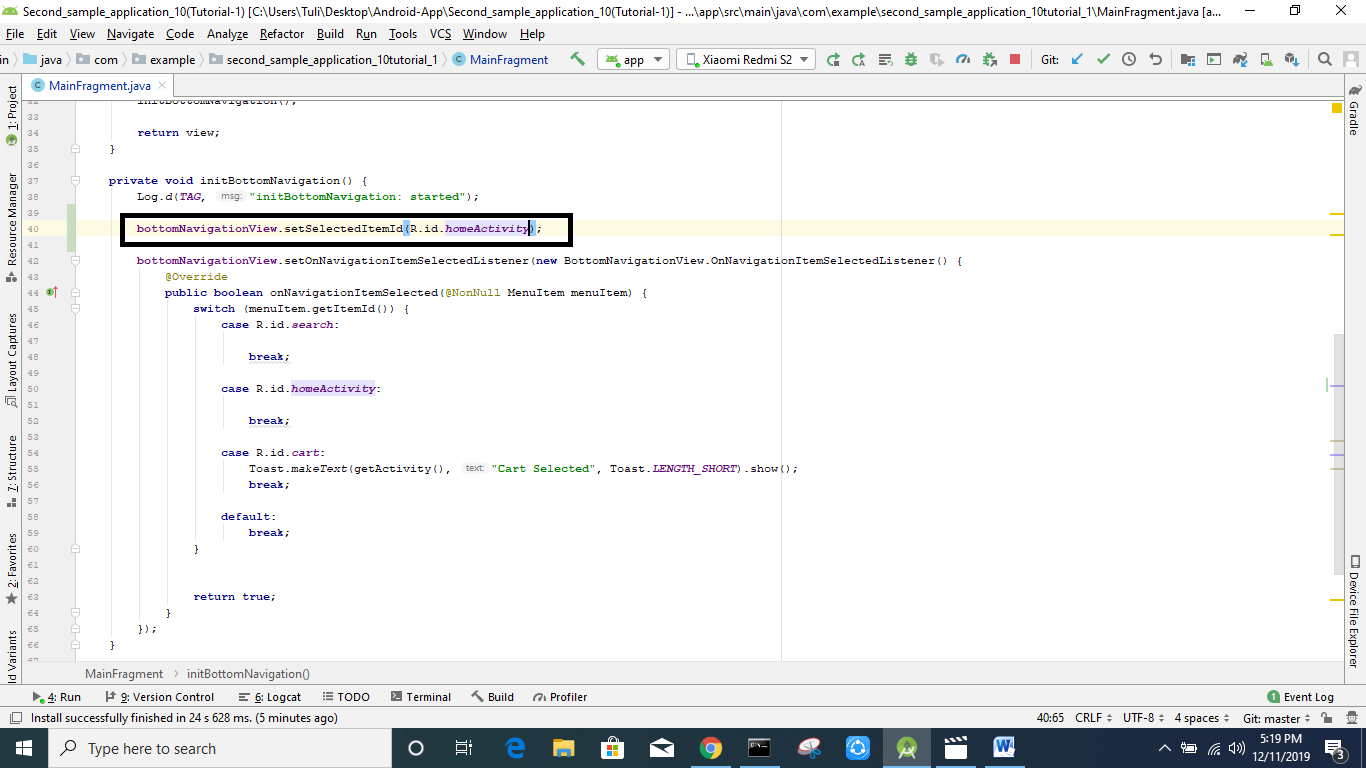 Second_sample_application_10(Tutorial-1) [C:\Users\Tuli\Desktop\Android-App\Second_sample_application_10(Tutorial-1)] - ...\app\src\main\java\com\example\second_sample_application_10tutorial_1\MainFragment.java [a...
File Edit View Navigate Code Analyze Refactor Build Run Tools VCS Window Help
in java com example second_sample_application_10tutorial_1 MainFragment app Xiaomi Redmi S2 Git:
MainFragment.java
1: Project
Resource Manager
Layout Captures
7: Structure
2: Favorites
ld Variants
32 initBottomNavigation();
33
34 return view;
35 }
36
37 private void initBottomNavigation() {
38 Log.d(TAG, msg: "initBottomNavigation: started");
39
40 bottomNavigationView.setSelectedItemId(R.id.homeActivity);
41
42 bottomNavigationView.setOnNavigationItemSelectedListener(new BottomNavigationView.OnNavigationItemSelectedListener() {
43 @Override
44 public boolean onNavigationItemSelected(@NonNull MenuItem menuItem) {
45 switch (menuItem.getItemId()) {
46 case R.id.search:
47
48 break;
49
50 case R.id.homeActivity:
51
52 break;
53
54 case R.id.cart:
55 Toast.makeText(getActivity(), text: "Cart Selected", Toast.LENGTH_SHORT).show();
56 break;
57
58 default:
59 break;
60 }
61
62
63 return true;
64 }
65 });
66 }
67
Gradle
Device File Explorer
MainFragment initBottomNavigation()
4: Run 9: Version Control 6: Logcat TODO Terminal Build Profiler 1 Event Log
Install successfully finished in 24 s 628 ms. (5 minutes ago) 40:65 CRLF UTF-8 4 spaces Git: master
Type here to search
5:19 PM
12/11/2019
3